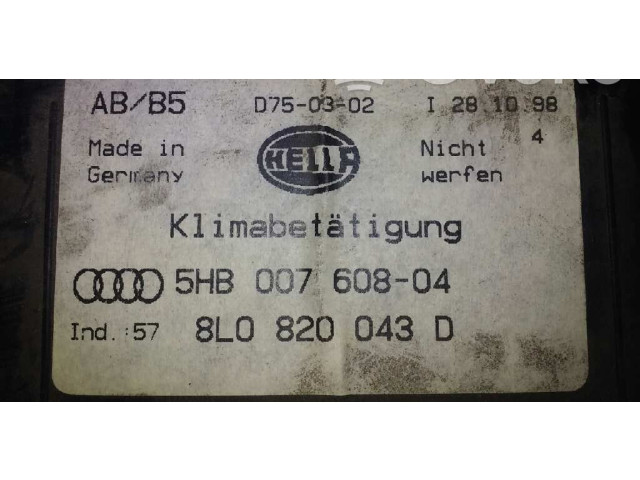 AB/B5 D75-03-02 I 28.10.98
4
Made in HELLA Nicht
Germany werfen
Klimabetätigung
5HB 007 608-04
Ind.:57 8L0 820 043 D